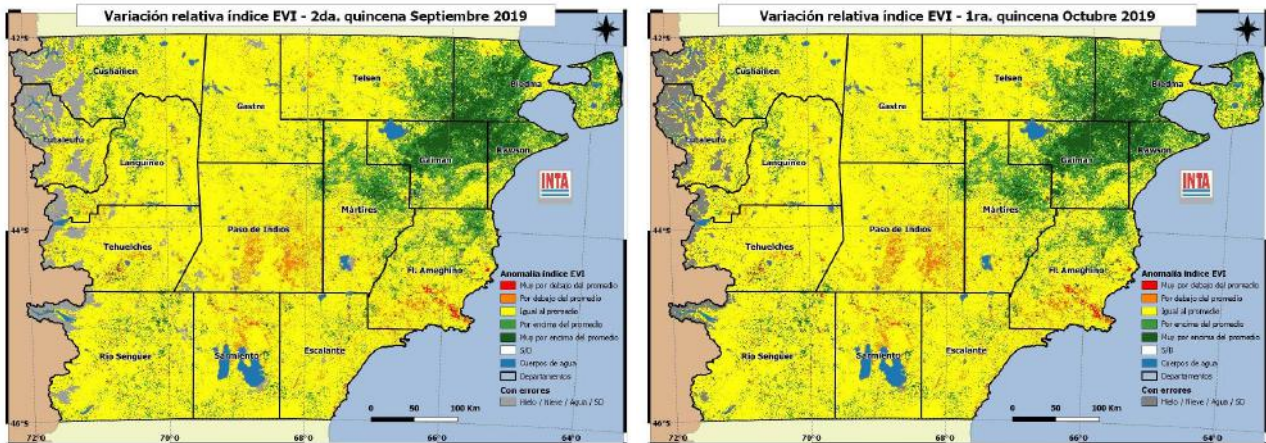 Variación relativa índice EVI - 2da. quincena Septiembre 2019
42°S
Cushamen
Telsen
Biedma
Gastre
Futaleufú
Languiñeo
Gaiman
Rawson
INTA
Mártires
44°S
Paso de Indios
Tehuelches
Fl. Ameghino
Anomalía índice EVI
Muy por debajo del promedio
Por debajo del promedio
Igual al promedio
Por encima del promedio
Muy por encima del promedio
S/D
Cuerpos de agua
Departamentos
Con errores
Hielo / Nieve / Agua / SD
Río Senguer
Sarmiento
Escalante
0 50 100 Km
46°S
72°0 70°0 68°0 66°0 64°0
Variación relativa índice EVI - 1ra. quincena Octubre 2019
42°S
Cushamen
Telsen
Biedma
Gastre
Futaleufú
Languiñeo
Gaiman
Rawson
INTA
Mártires
44°S
Paso de Indios
Tehuelches
Fl. Ameghino
Anomalía índice EVI
Muy por debajo del promedio
Por debajo del promedio
Igual al promedio
Por encima del promedio
Muy por encima del promedio
S/D
Cuerpos de agua
Departamentos
Con errores
Hielo / Nieve / Agua / SD
Río Senguer
Sarmiento
Escalante
0 50 100 Km
46°S
72°0 70°0 68°0 66°0 64°0